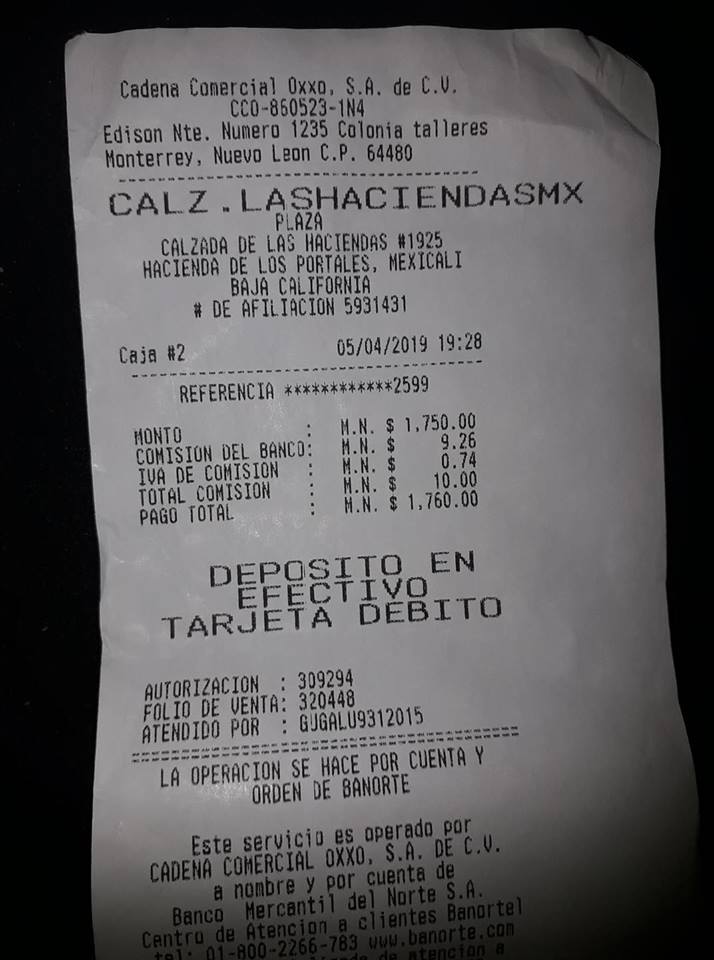 Cadena Comercial Oxxo, S.A. de C.V.
CCO-860523-1N4
Edison Nte. Numero 1235 Colonia talleres
Monterrey, Nuevo Leon C.P. 64480
CALZ.LASHACIENDASMX
PLAZA
CALZADA DE LAS HACIENDAS #1925
HACIENDA DE LOS PORTALES, MEXICALI
BAJA CALIFORNIA
# DE AFILIACION 5931431
Caja #2 05/04/2019 19:28
REFERENCIA ************2599
MONTO : M.N. $ 1,750.00
COMISION DEL BANCO: M.N. $ 9.26
IVA DE COMISION : M.N. $ 0.74
TOTAL COMISION : M.N. $ 10.00
PAGO TOTAL : M.N. $ 1,760.00
DEPOSITO EN
EFECTIVO
TARJETA DEBITO
AUTORIZACION : 309294
FOLIO DE VENTA: 320448
ATENDIDO POR : GUGALU9312015
LA OPERACION SE HACE POR CUENTA Y
ORDEN DE BANORTE
Este servicio es operado por
CADENA COMERCIAL OXXO, S.A. DE C.V.
a nombre y por cuenta de
Banco Mercantil del Norte S.A.
Centro de Atencion a clientes Banortel
tel: 01-800-2266-783 www.banorte.com
de atencion a